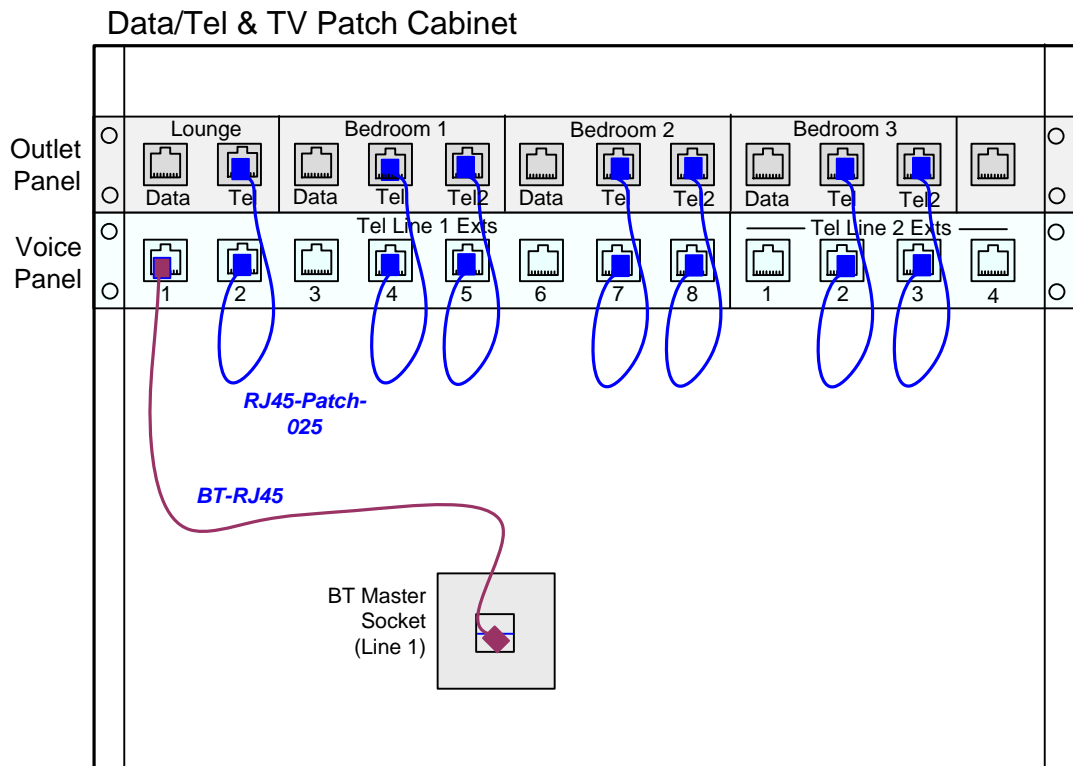 Data/Tel & TV Patch Cabinet
Outlet
Panel
Lounge
Bedroom 1
Bedroom 2
Bedroom 3
Data
Tel
Data
Tel
Tel2
Data
Tel
Tel2
Data
Tel
Tel2
Voice
Panel
Tel Line 1 Exts
Tel Line 2 Exts
1
2
3
4
5
6
7
8
1
2
3
4
RJ45-Patch-
025
BT-RJ45
BT Master
Socket
(Line 1)